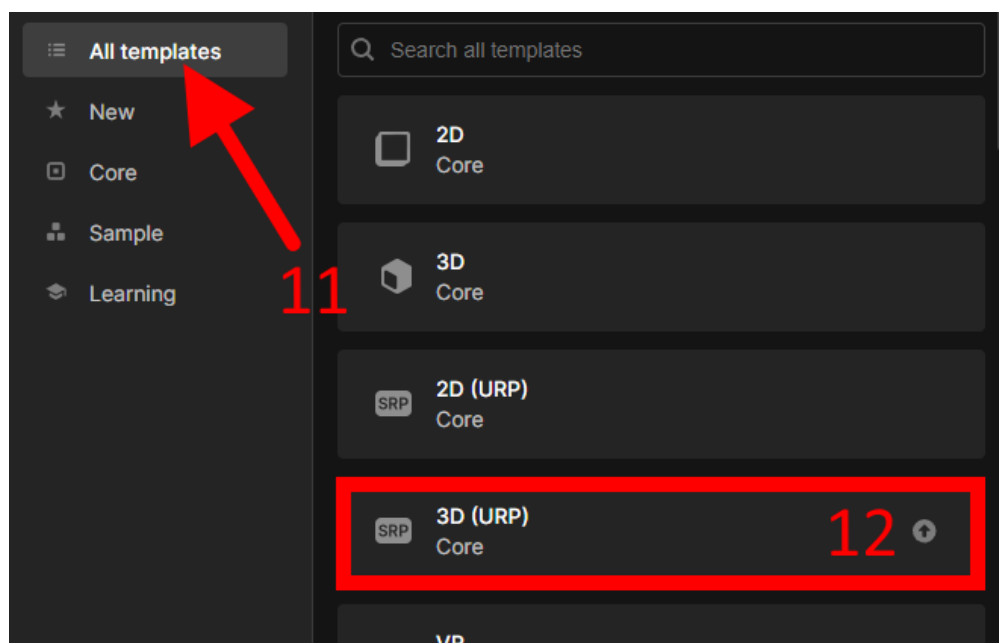 All templates
New
Core
Sample
Learning
11
Search all templates
2D
Core
3D
Core
SRP
2D (URP)
Core
SRP
3D (URP)
Core
12
VR